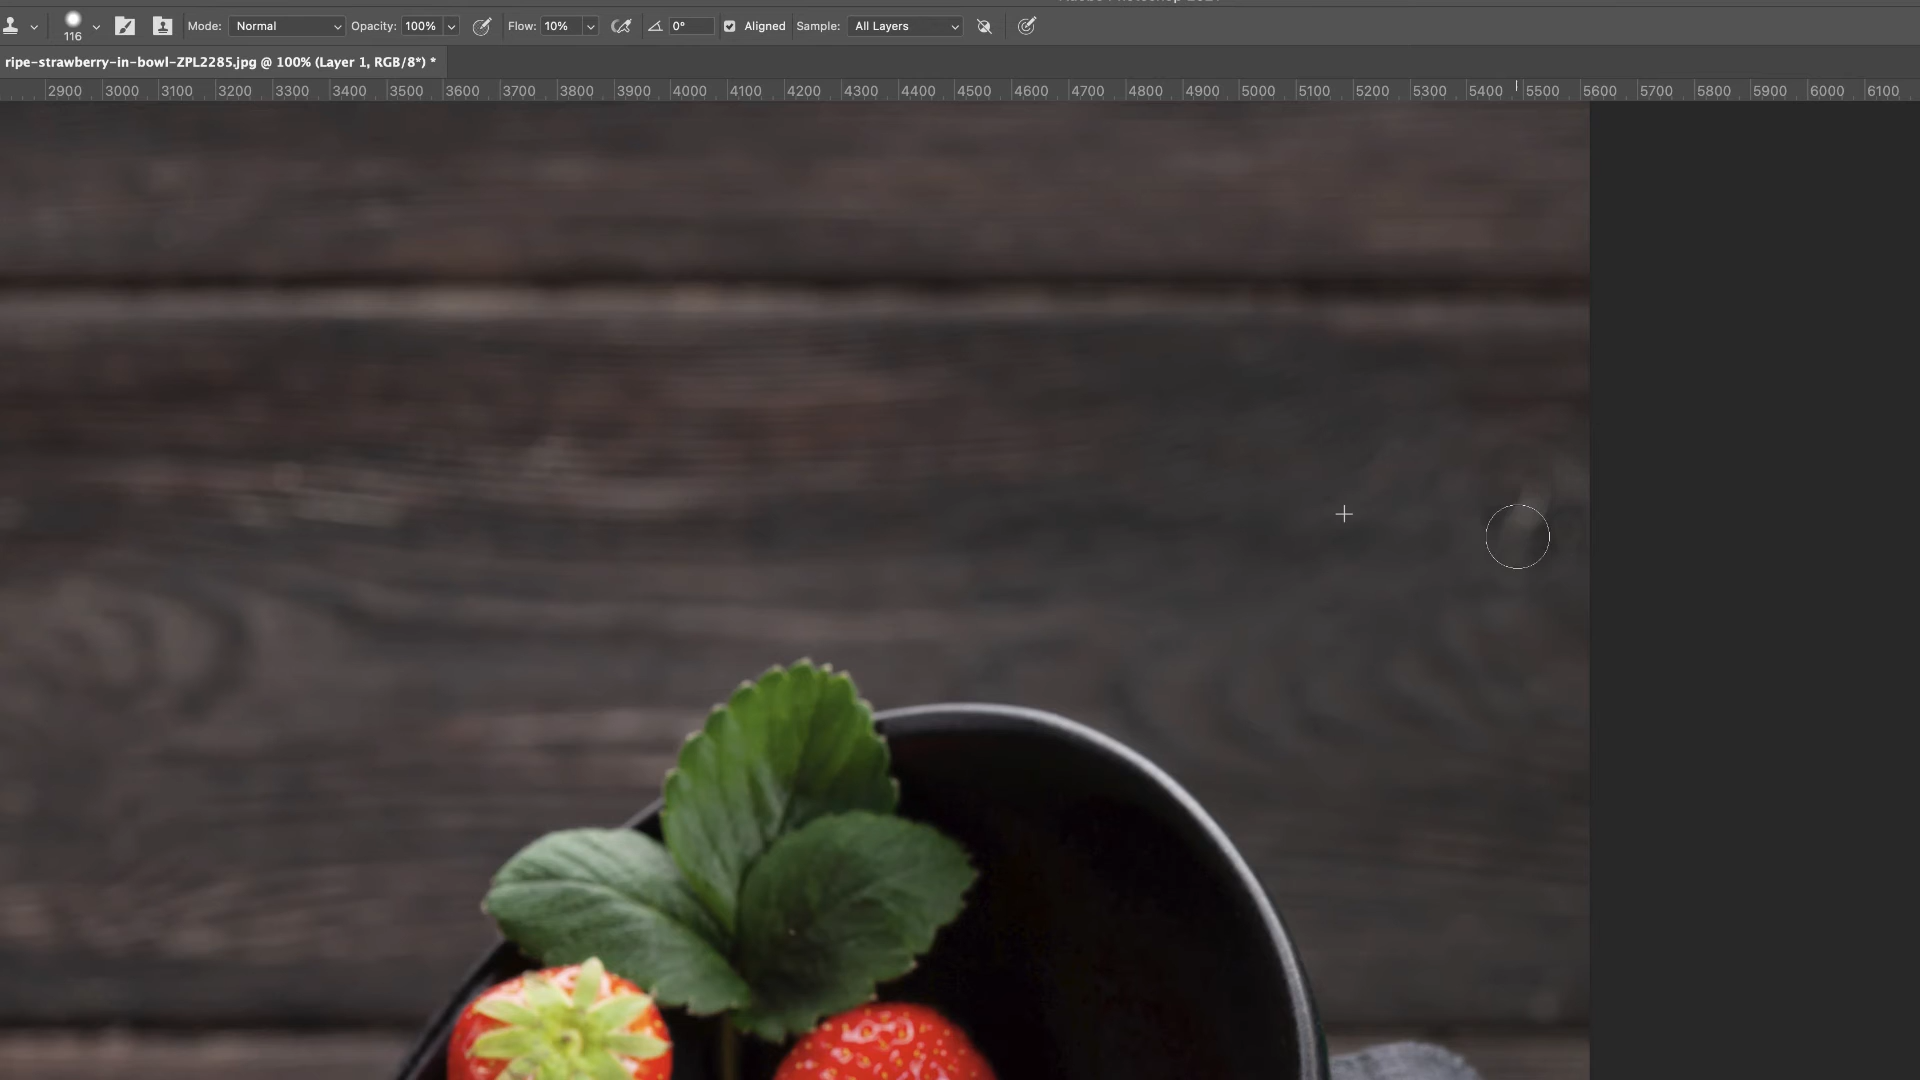 116 Mode: Normal Opacity: 100% Flow: 10% 0° Aligned Sample: All Layers
ripe-strawberry-in-bowl-ZPL2285.jpg @ 100% (Layer 1, RGB/8*) *
2900 3000 3100 3200 3300 3400 3500 3600 3700 3800 3900 4000 4100 4200 4300 4400 4500 4600 4700 4800 4900 5000 5100 5200 5300 5400 5500 5600 5700 5800 5900 6000 6100